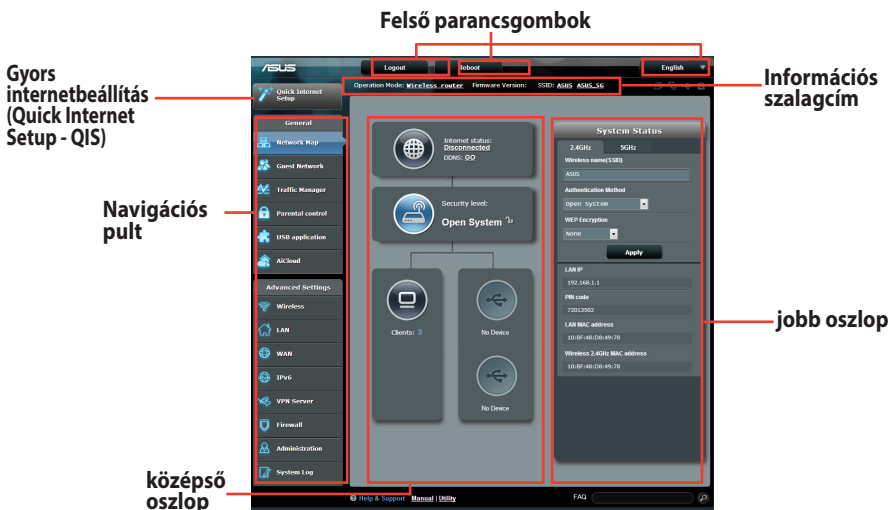 Felső parancsgombok
Gyors
internetbeállítás
(Quick Internet
Setup - QIS)
Információs
szalagcím
Navigációs
pult
jobb oszlop
középső
oszlop
ASUS
Logout
Reboot
English
Quick Internet
Setup
Operation Mode: Wireless router Firmware Version: SSID: ASUS ASUS_5G
General
Network Map
Guest Network
Traffic Manager
Parental control
USB application
AiCloud
Advanced Settings
Wireless
LAN
WAN
IPv6
VPN Server
Firewall
Administration
System Log
Internet status:
Disconnected
DDNS: GO
Security level:
Open System
Clients: 3
No Device
No Device
System Status
2.4GHz 5GHz
Wireless name(SSID)
ASUS
Authentication Method
Open System
WEP Encryption
None
Apply
LAN IP
192.168.1.1
PIN code
72013502
LAN MAC address
10:BF:48:D8:49:78
Wireless 2.4GHz MAC address
10:BF:48:D8:49:78
Help & Support Manual | Utility
FAQ